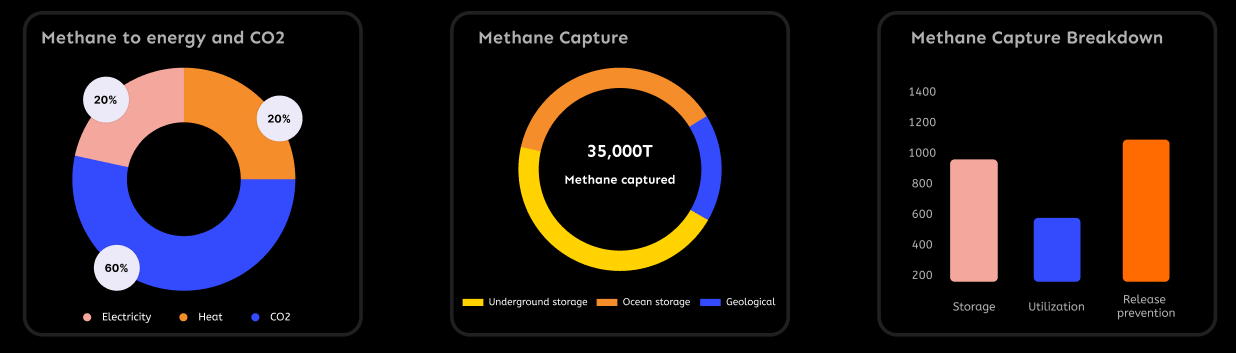 Methane to energy and CO2
20%
20%
60%
Electricity Heat CO2
Methane Capture
35,000T
Methane captured
Underground storage Ocean storage Geological
Methane Capture Breakdown
1400
1200
1000
800
600
400
200
Storage Utilization Release
prevention